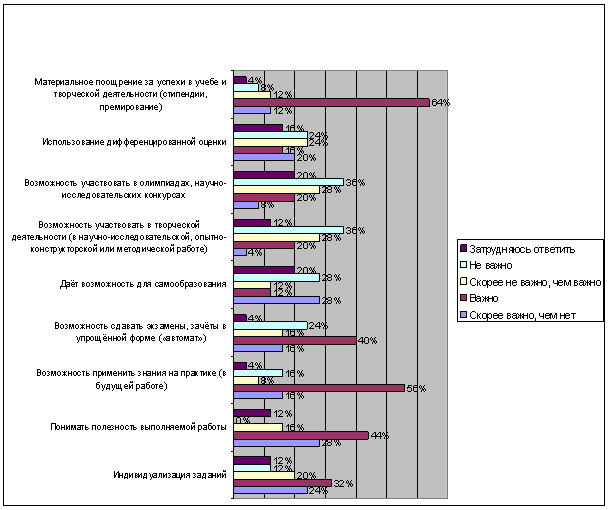 Материальное поощрение за успехи в учебе и
творческой деятельности (стипендии,
премирование)
4%
8%
12%
64%
12%
Использование дифференцированной оценки
16%
24%
24%
16%
20%
Возможность участвовать в олимпиадах, научно-
исследовательских конкурсах
20%
36%
28%
20%
8%
Возможность участвовать в творческой
деятельности (в научно-исследовательской, опытно-
конструкторской или методической работе)
12%
36%
28%
20%
4%
Даёт возможность для самообразования
20%
28%
12%
12%
28%
Возможность сдавать экзамены, зачёты в
упрощённой форме («автомат»)
4%
24%
16%
40%
16%
Возможность применить знания на практике (в
будущей работе)
4%
16%
8%
56%
16%
Понимать полезность выполняемой работы
12%
0%
16%
44%
28%
Индивидуализация заданий
12%
12%
20%
32%
24%
Затрудняюсь ответить
Не важно
Скорее не важно, чем важно
Важно
Скорее важно, чем нет